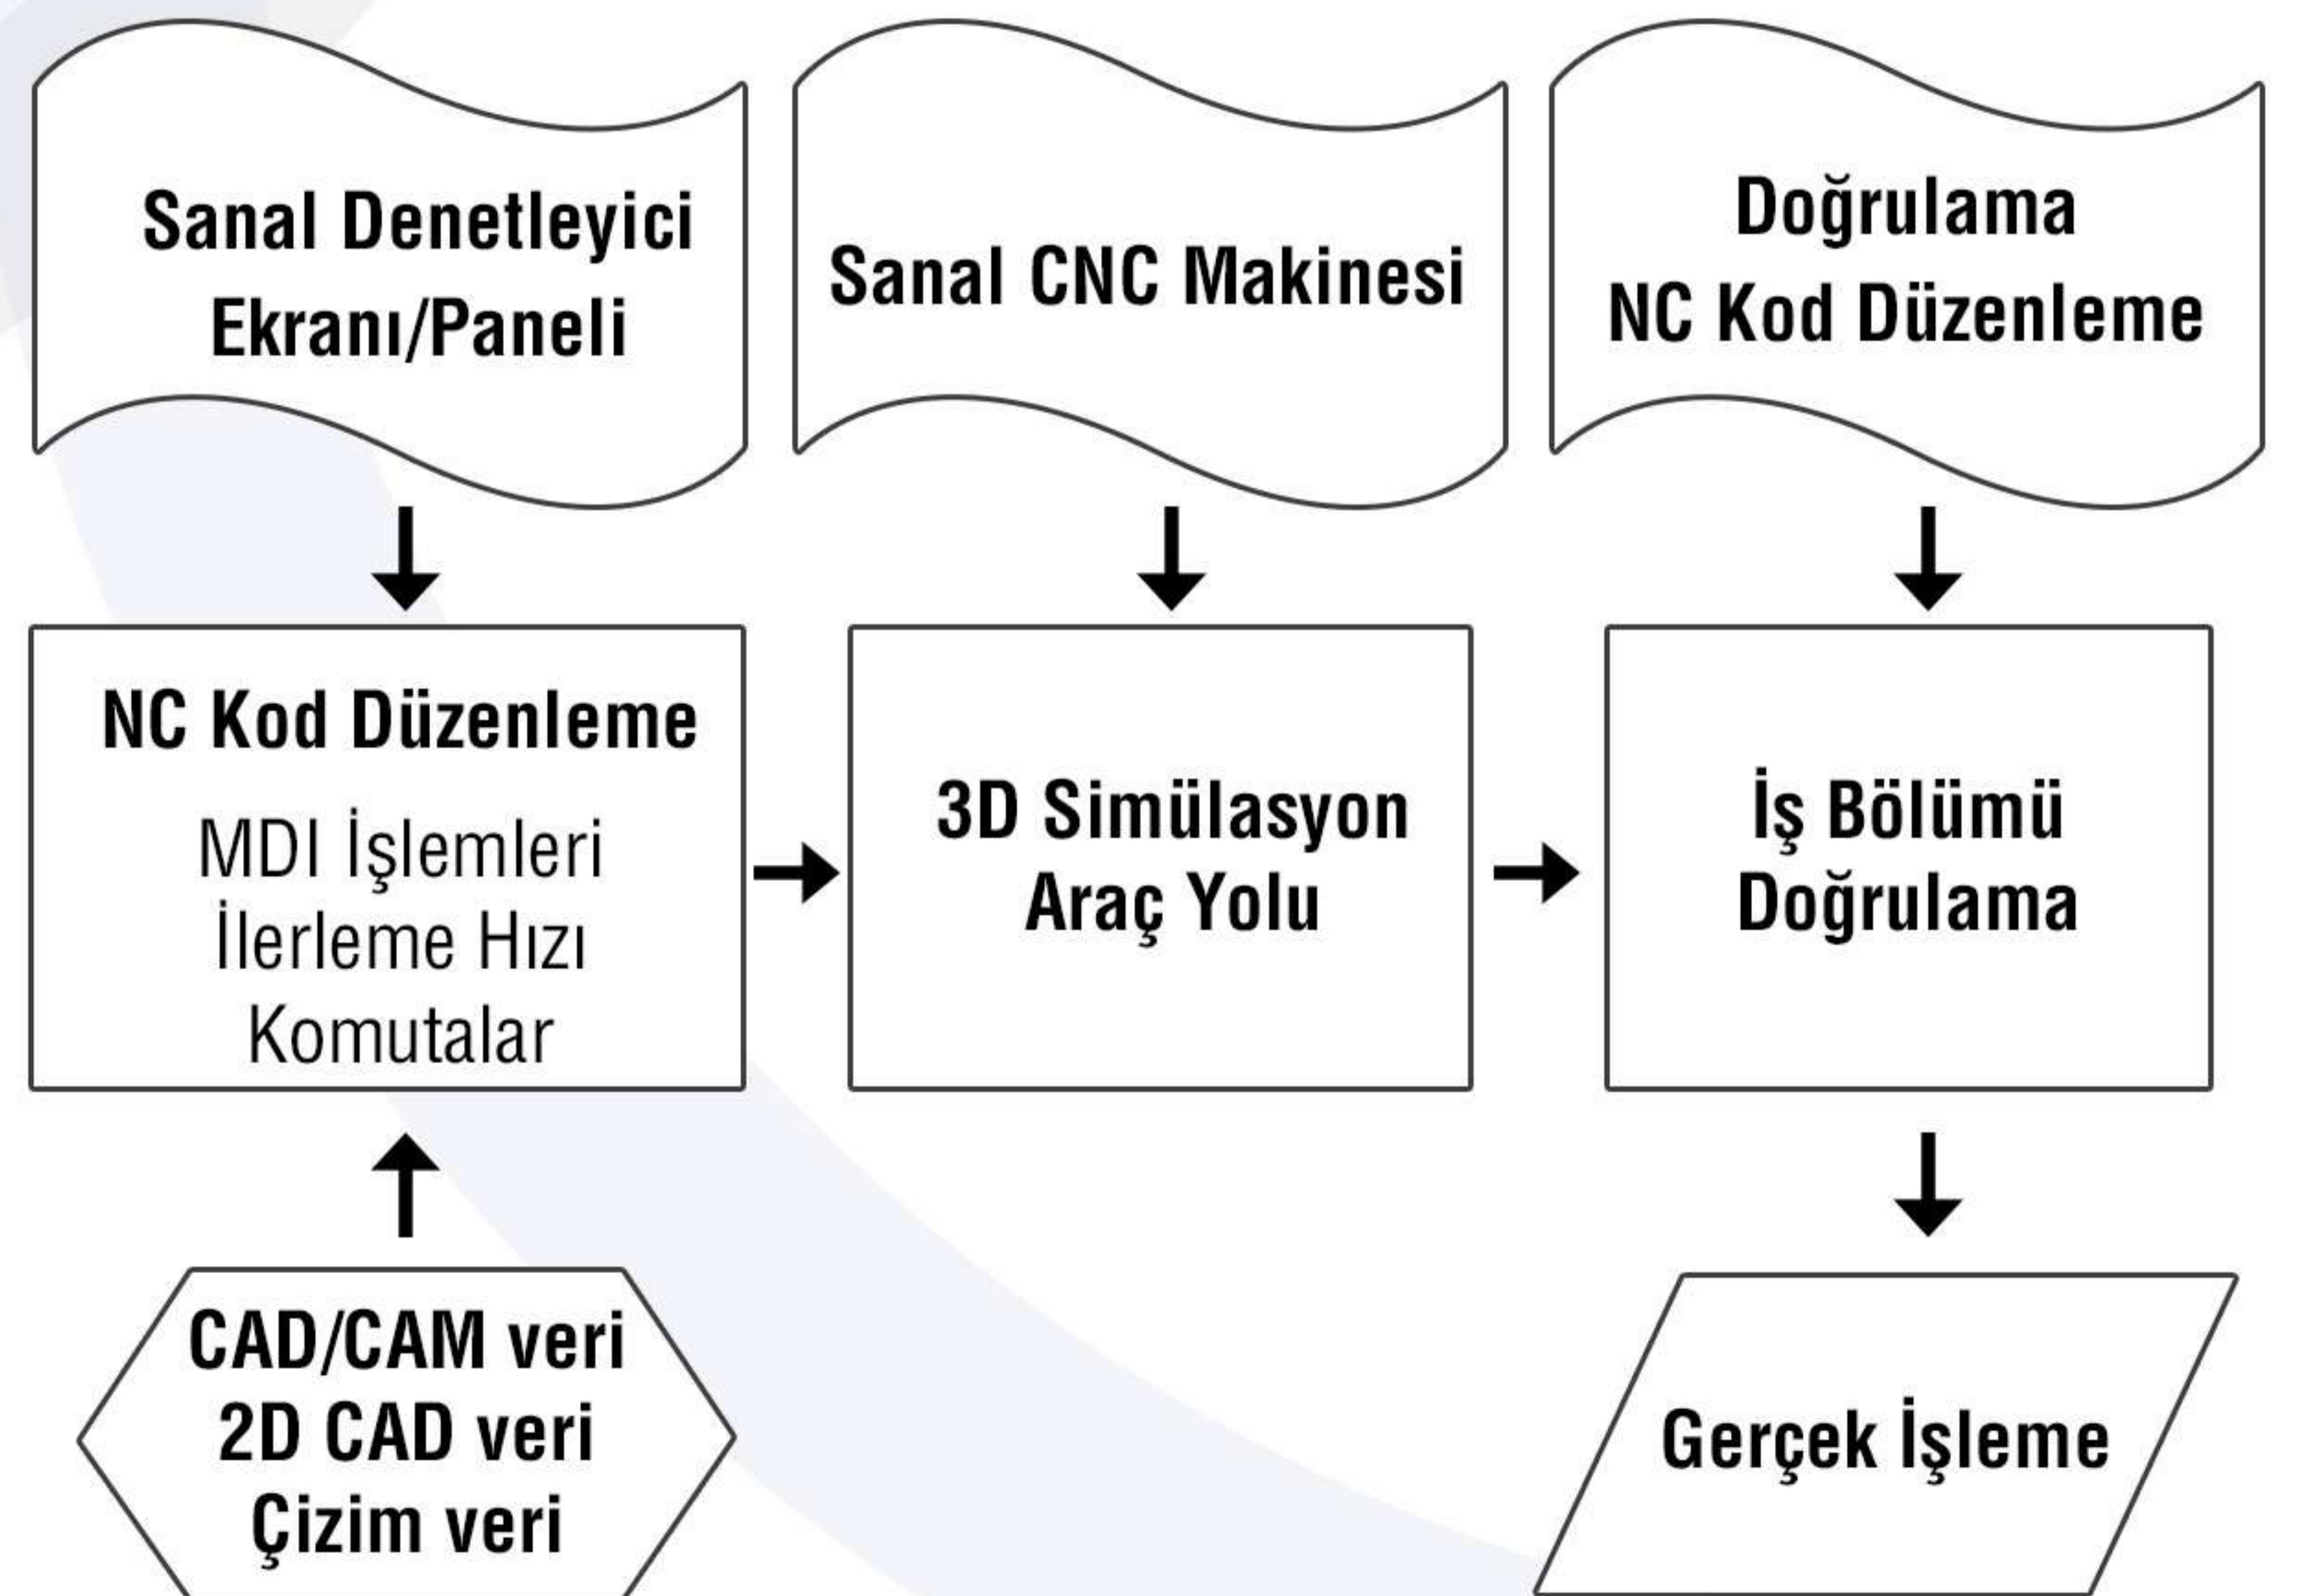 Sanal Denetleyici
Ekranı/Paneli
Sanal CNC Makinesi
Doğrulama
NC Kod Düzenleme
NC Kod Düzenleme
MDI İşlemleri
İlerleme Hızı
Komutalar
3D Simülasyon
Araç Yolu
İş Bölümü
Doğrulama
CAD/CAM veri
2D CAD veri
Çizim veri
Gerçek İşleme